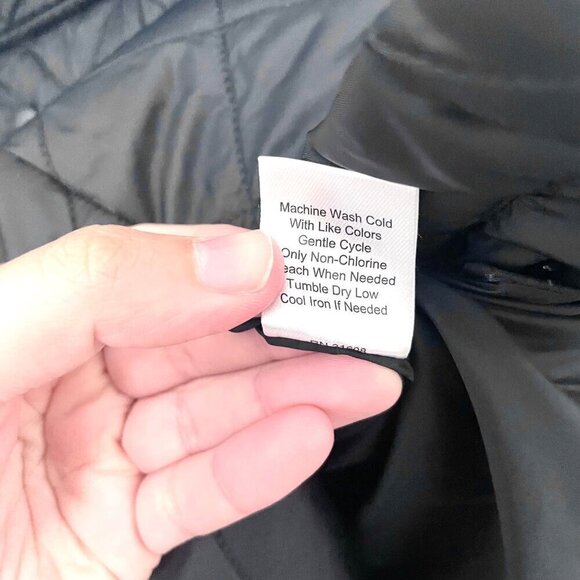 Machine Wash Cold
With Like Colors
Gentle Cycle
Only Non-Chlorine
each When Needed
Tumble Dry Low
Cool Iron If Needed